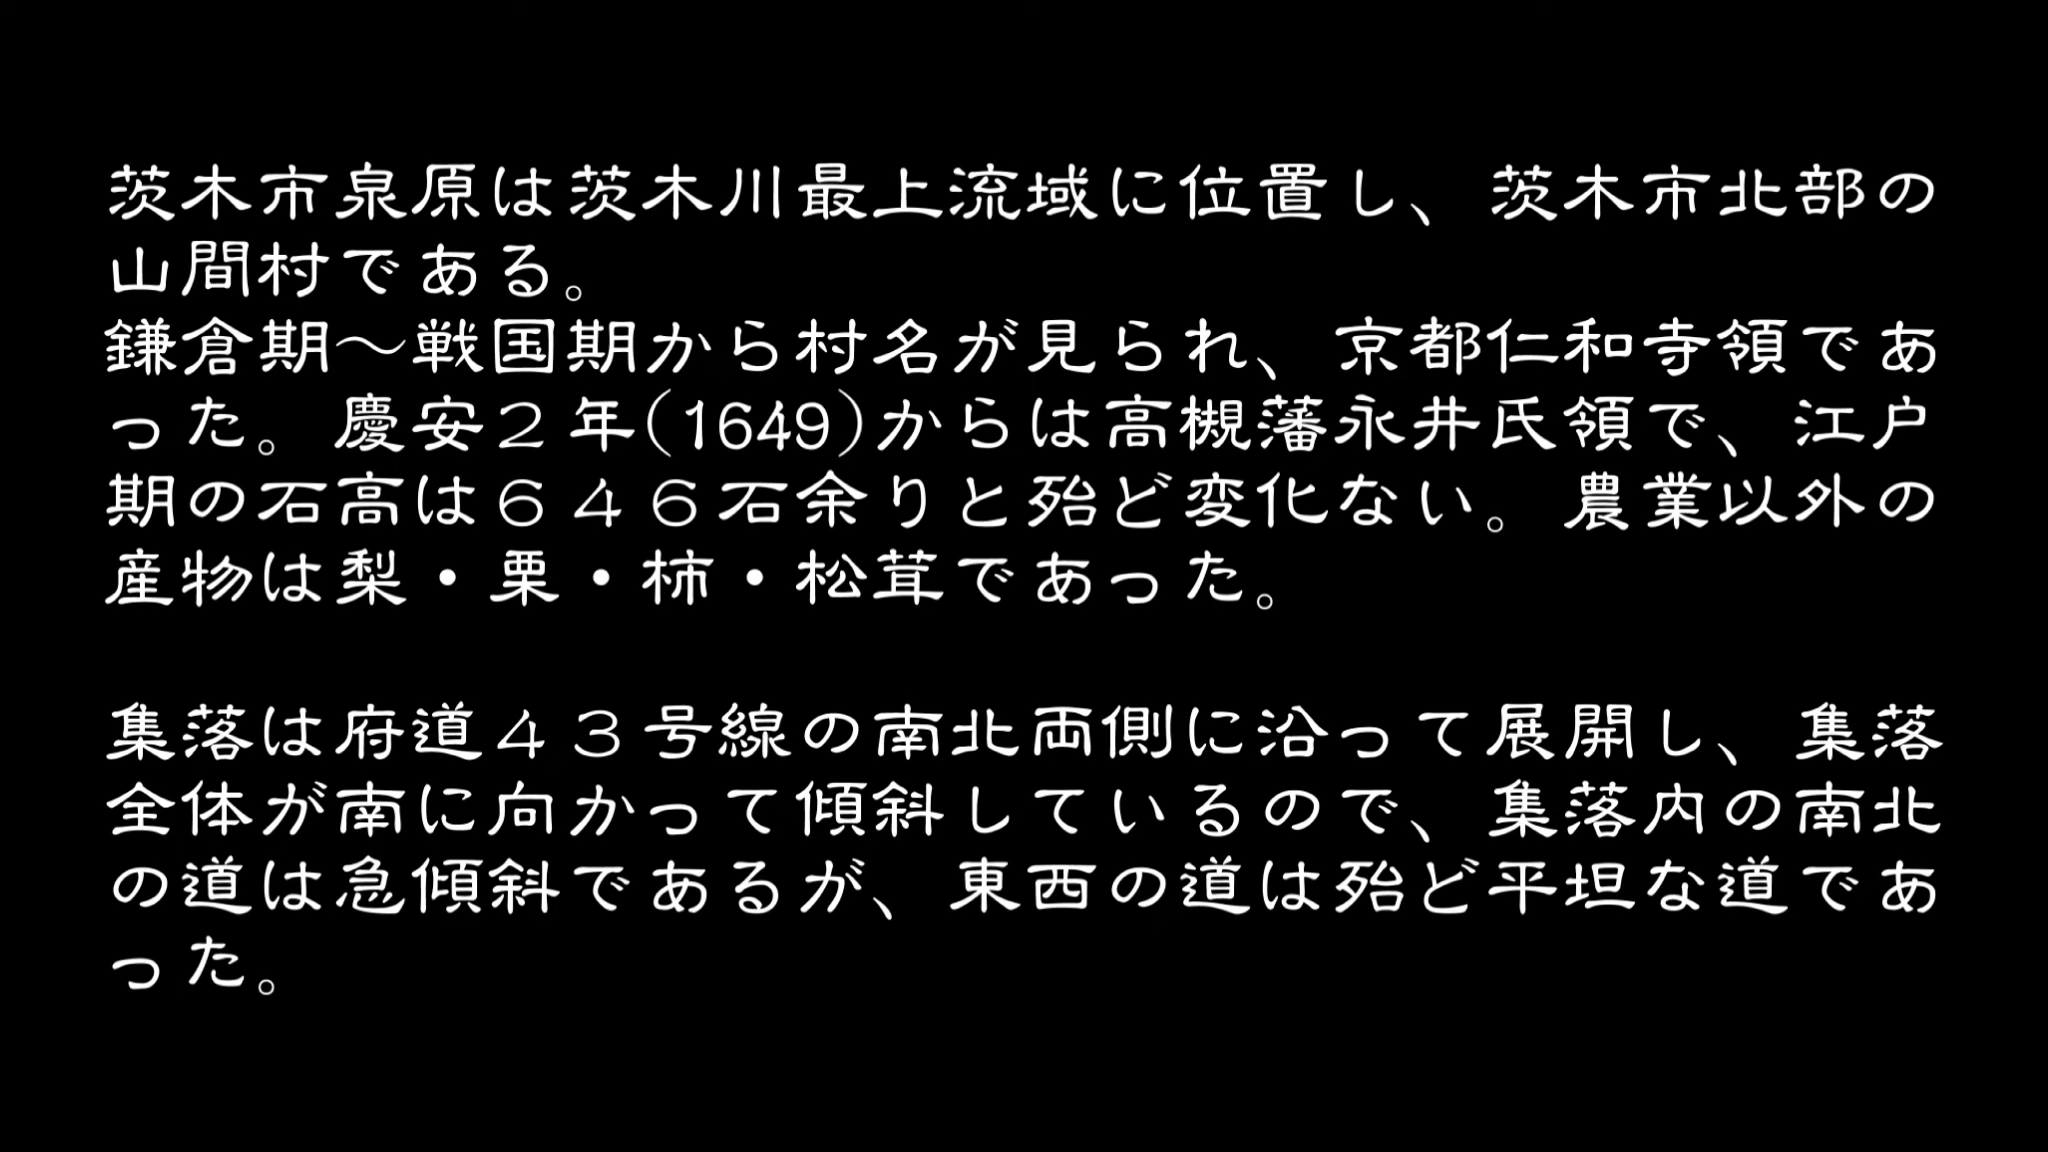 茨木市泉原は茨木川最上流域に位置し、茨木市北部の
山間村である。
鎌倉期～戦国期から村名が見られ、京都仁和寺領であ
った。慶安２年(1649)からは高槻藩永井氏領で、江戸
期の石高は６４６石余りと殆ど変化ない。農業以外の
産物は梨・栗・柿・松茸であった。
集落は府道４３号線の南北両側に沿って展開し、集落
全体が南に向かって傾斜しているので、集落内の南北
の道は急傾斜であるが、東西の道は殆ど平坦な道であ
った。